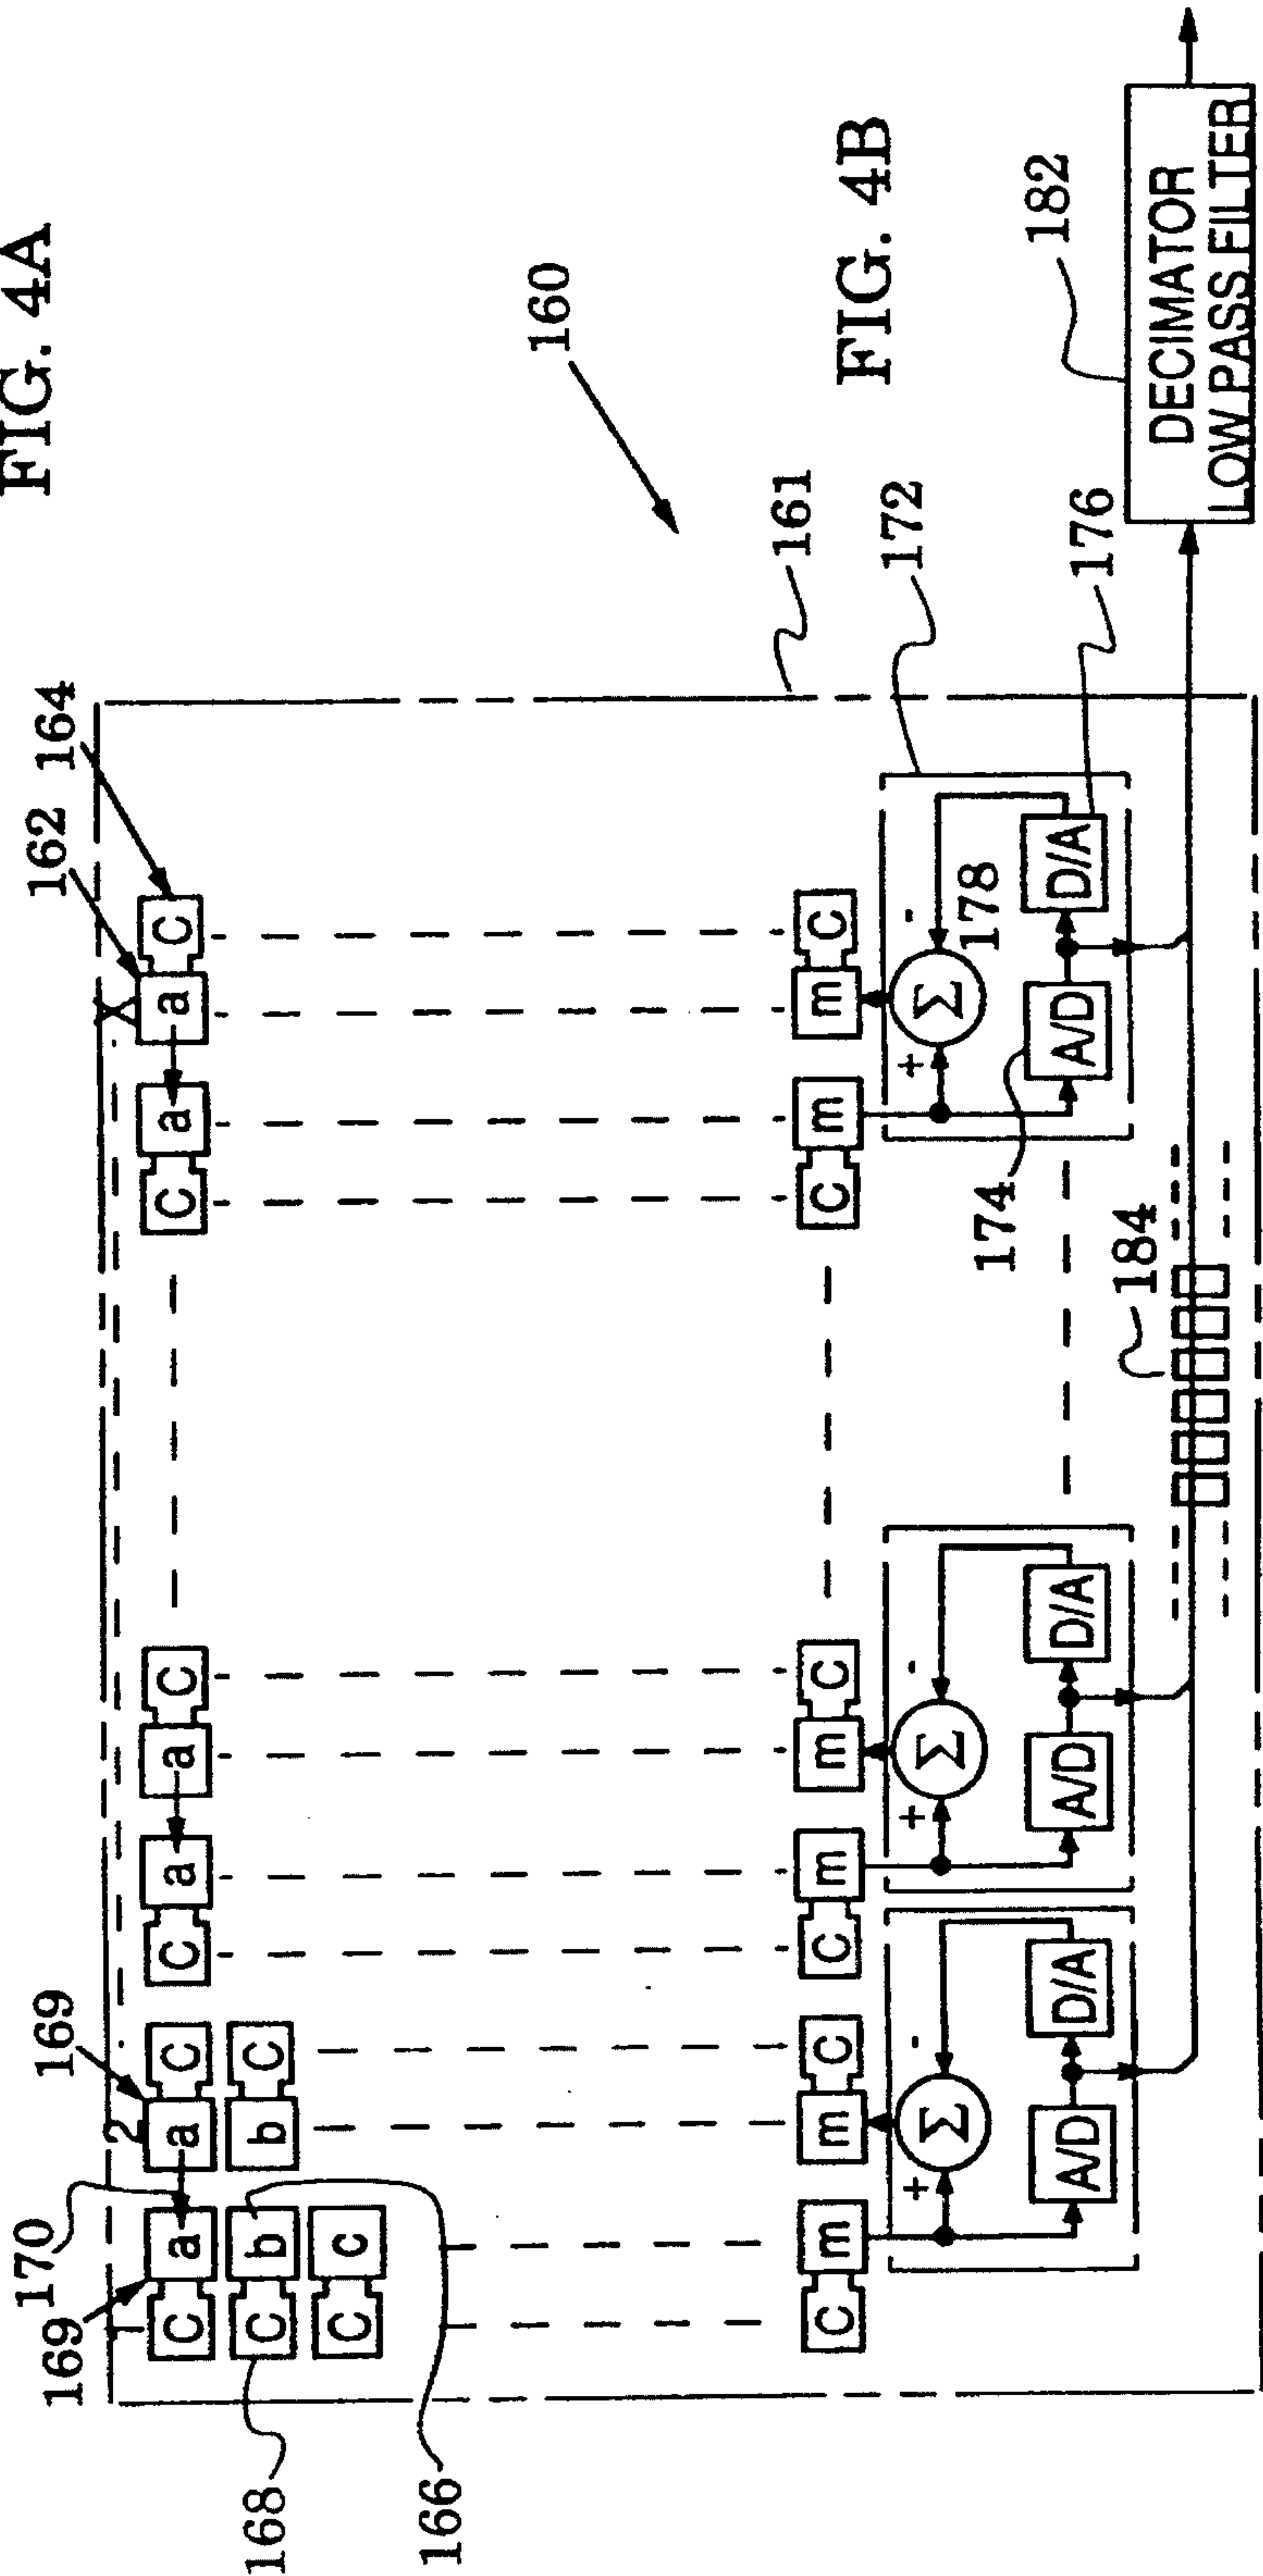 FIG. 4A
160
FIG. 4B
170
169
169
162
164
1
2
X
C a a C
C a a C
C a a C
168
C b b C
C c
166
161
C m m C
C m m C
C m m C
172
+ Σ -
+ Σ -
+ Σ -
178
A/D D/A
A/D D/A
A/D D/A
174
176
184
182
DECIMATOR
LOW PASS FILTER